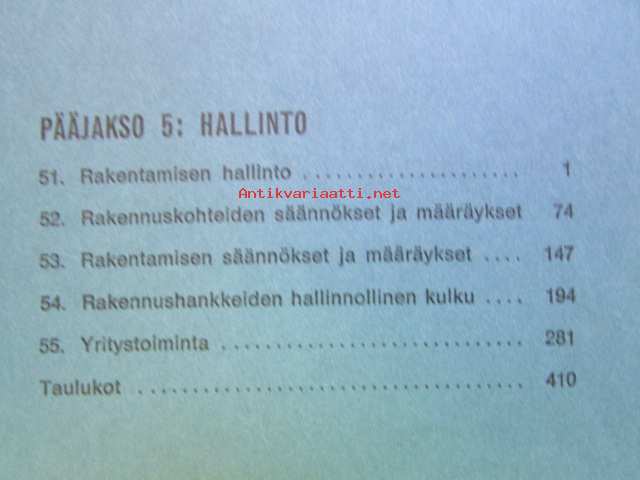 PÄÄJAKSO 5: HALLINTO
51. Rakentamisen hallinto ..................... 1
Antikvariaatti.net
52. Rakennuskohteiden säännökset ja määräykset 74
53. Rakentamisen säännökset ja määräykset .... 147
54. Rakennushankkeiden hallinnollinen kulku .... 194
55. Yritystoiminta ............................. 281
Taulukot ..................................... 410